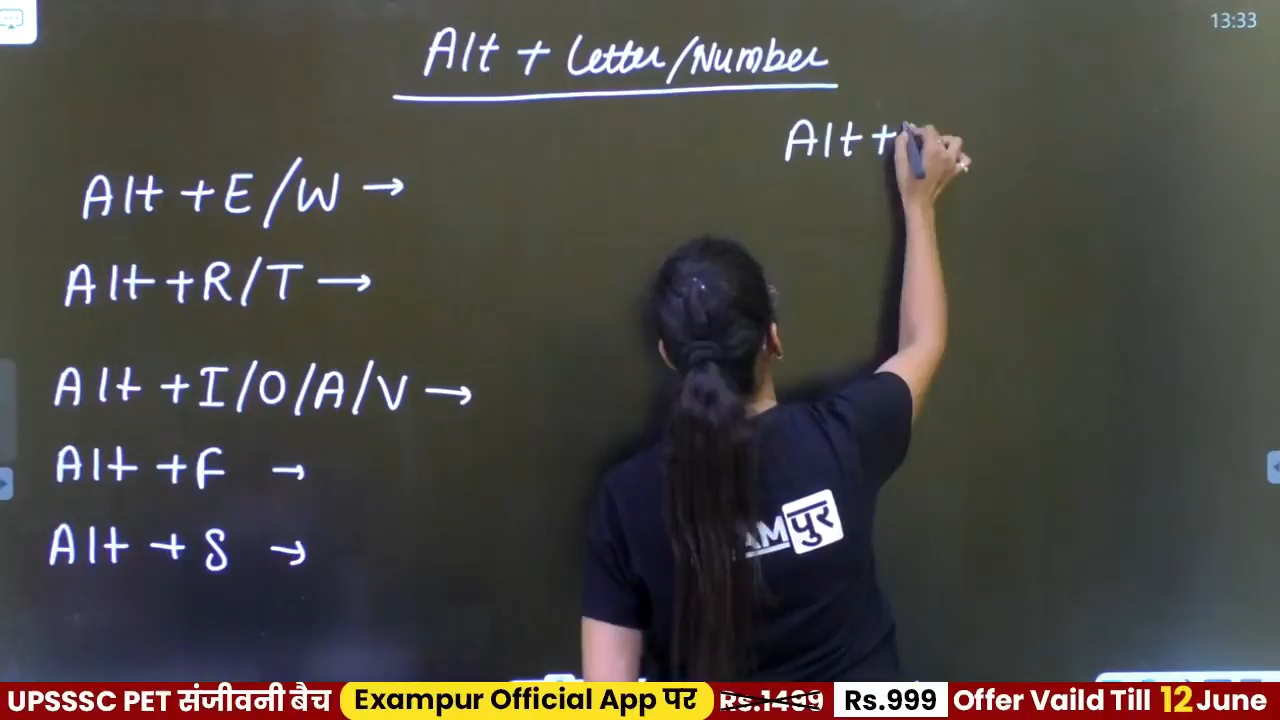 13:33
Alt + Letter/Number
Alt +
Alt + E/W →
Alt + R/T →
Alt + I/O/A/V →
Alt + F →
Alt + S →
AMपुर
UPSSSC PET संजीवनी बैच Exampur Official App पर Rs.1499 Rs.999 Offer Vaild Till 12 June